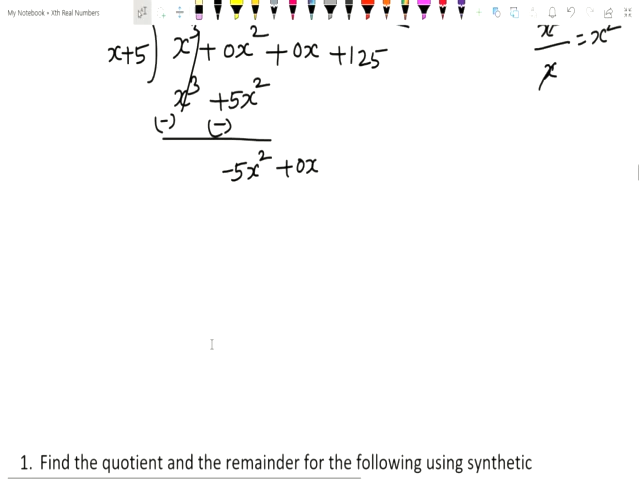 My Notebook • Xth Real Numbers
x+5) x³ + 0x² + 0x + 125
x³ + 5x²
(-) (-)
-5x² + 0x
x = x²
x
1. Find the quotient and the remainder for the following using synthetic